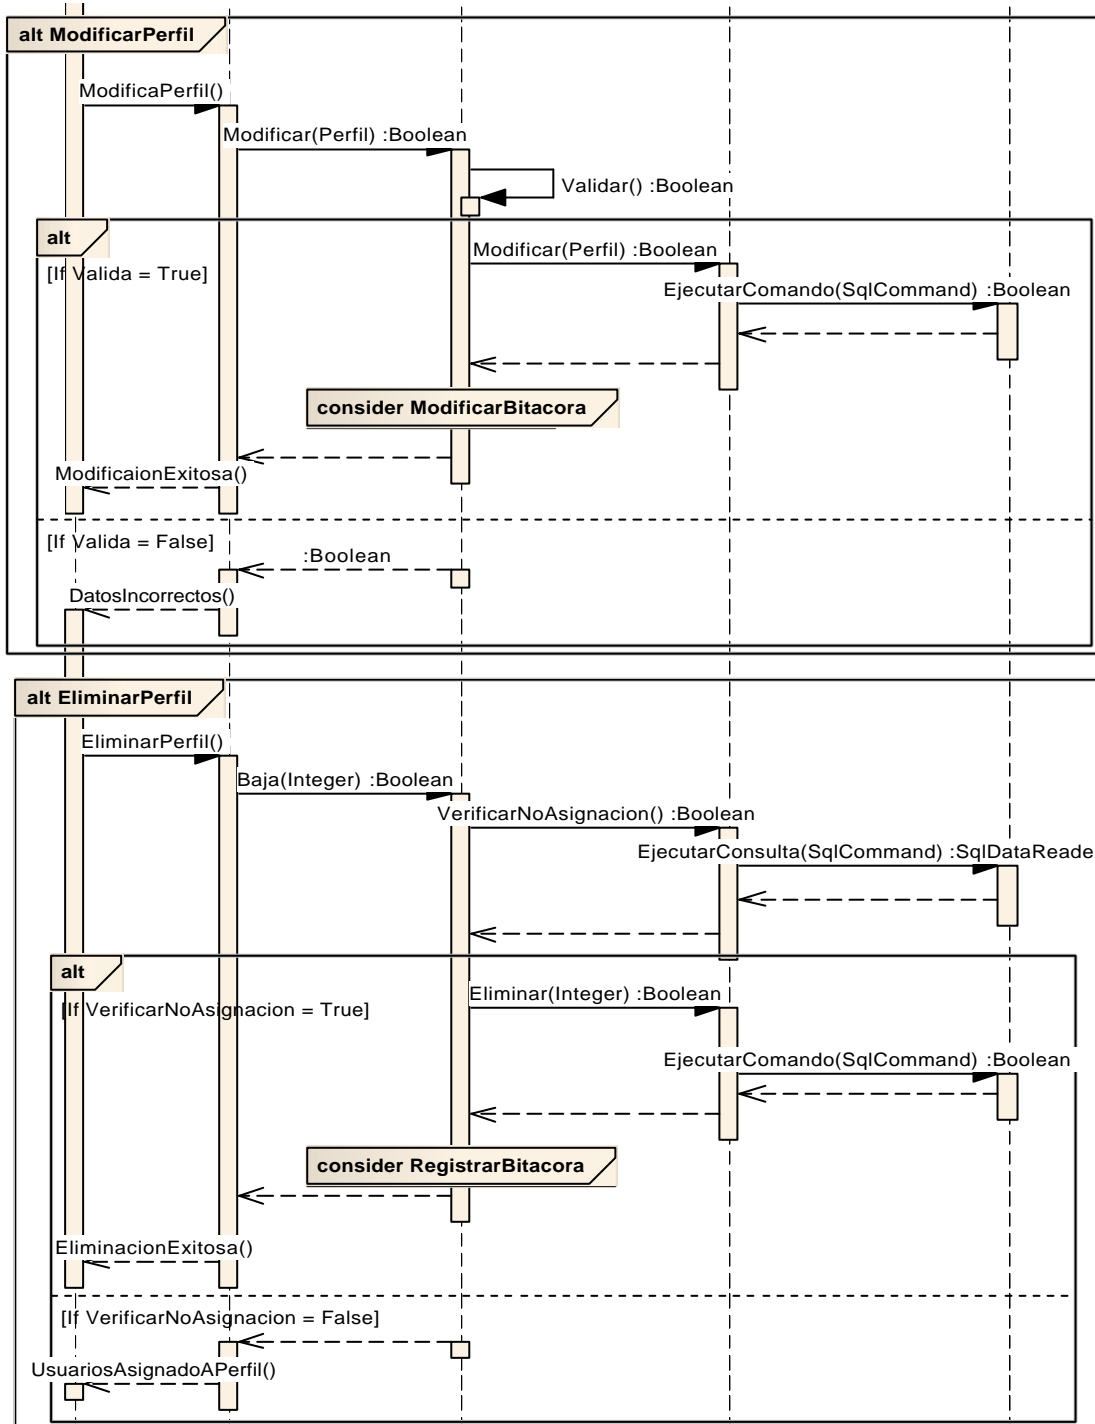 alt ModificarPerfil
ModificaPerfil()
Modificar(Perfil) :Boolean
Validar() :Boolean
alt
Modificar(Perfil) :Boolean
[If Valida = True]
EjecutarComando(SqlCommand) :Boolean
consider ModificarBitacora
ModificaionExitosa()
[If Valida = False]
:Boolean
DatosIncorrectos()
alt EliminarPerfil
EliminarPerfil()
Baja(Integer) :Boolean
VerificarNoAsignacion() :Boolean
EjecutarConsulta(SqlCommand) :SqlDataReade
alt
Eliminar(Integer) :Boolean
[If VerificarNoAsignacion = True]
EjecutarComando(SqlCommand) :Boolean
consider RegistrarBitacora
EliminacionExitosa()
[If VerificarNoAsignacion = False]
UsuariosAsignadoAPerfil()